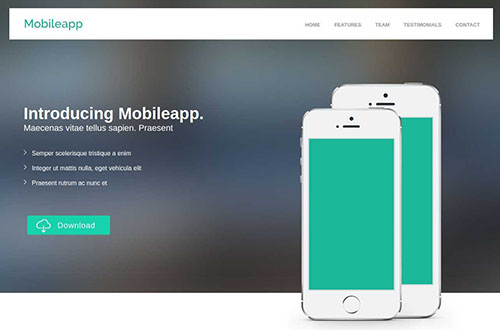 Mobileapp
HOME FEATURES TEAM TESTIMONIALS CONTACT
Introducing Mobileapp.
Maecenas vitae tellus sapien. Praesent
Semper scelerisque tristique a enim
Integer ut mattis nulla, eget vehicula elit
Praesent rutrum ac nunc et
Download